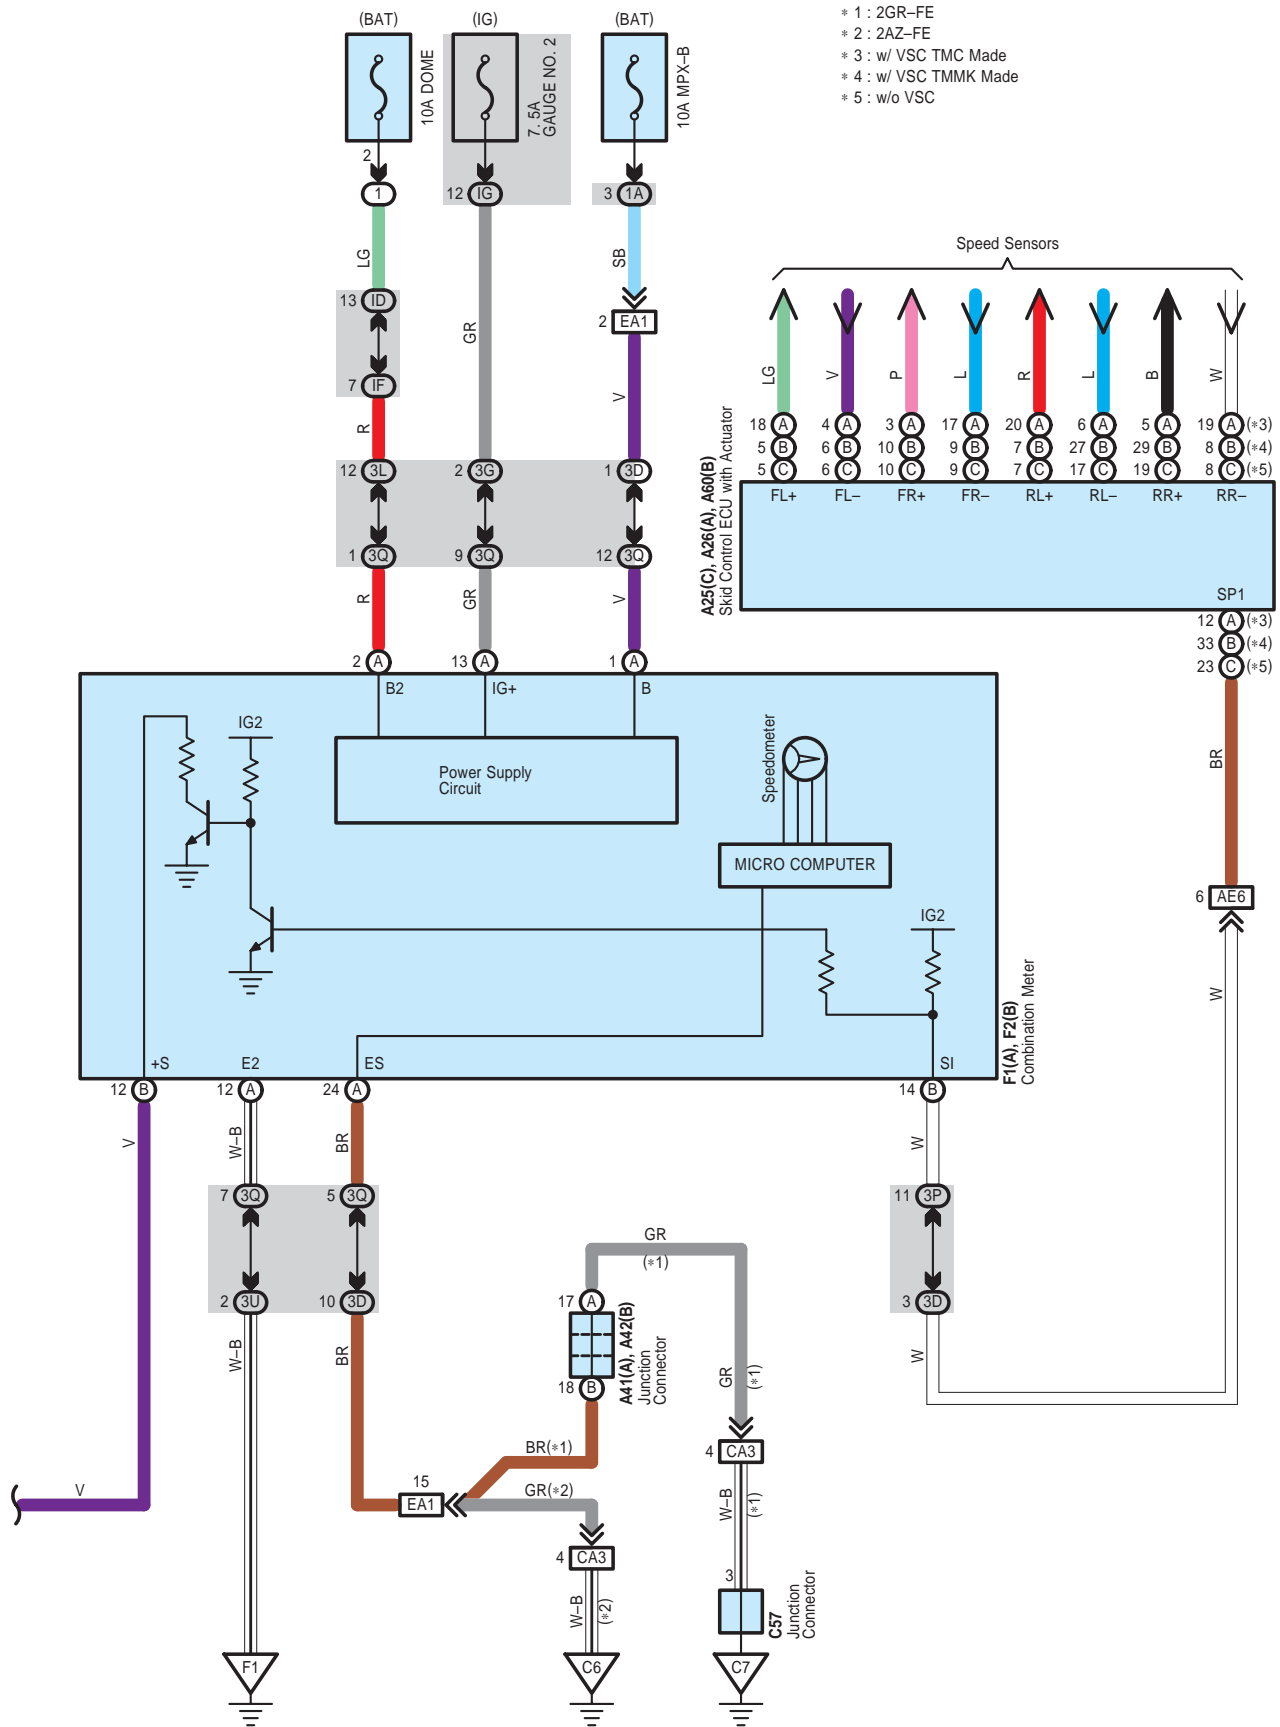 (BAT)
(IG)
(BAT)
* 1 : 2GR–FE
* 2 : 2AZ–FE
* 3 : w/ VSC TMC Made
* 4 : w/ VSC TMMK Made
* 5 : w/o VSC
10A DOME
7. 5A
GAUGE NO. 2
10A MPX–B
2
1
12 IG
3 1A
LG
GR
SB
13 ID
7 IF
2 EA1
R
V
Speed Sensors
LG
V
P
L
R
L
B
W
18 A 4 A 3 A 17 A 20 A 6 A 5 A 19 A (*3)
5 B 6 B 10 B 9 B 7 B 27 B 29 B 8 B (*4)
5 C 6 C 10 C 9 C 7 C 17 C 19 C 8 C (*5)
FL+ FL– FR+ FR– RL+ RL– RR+ RR–
A25(C), A26(A), A60(B)
Skid Control ECU with Actuator
SP1
12 A (*3)
33 B (*4)
23 C (*5)
12 3L 2 3G 1 3D
1 3Q 9 3Q 12 3Q
R
GR
V
2 A 13 A 1 A
B2 IG+ B
Power Supply
Circuit
IG2
Speedometer
MICRO COMPUTER
IG2
BR
6 AE6
W
F1(A), F2(B)
Combination Meter
+S E2 ES SI
12 B 12 A 24 A 14 B
V
W–B
BR
W
7 3Q 5 3Q 11 3P
2 3U 10 3D 3 3D
W–B
BR
W
GR
(*1)
17 A
18 B
A41(A), A42(B)
Junction
Connector
GR
(*1)
BR(*1)
4 CA3
V
15
EA1
GR(*2)
4 CA3
W–B
(*1)
W–B
(*2)
3
C57
Junction
Connector
F1
C6
C7